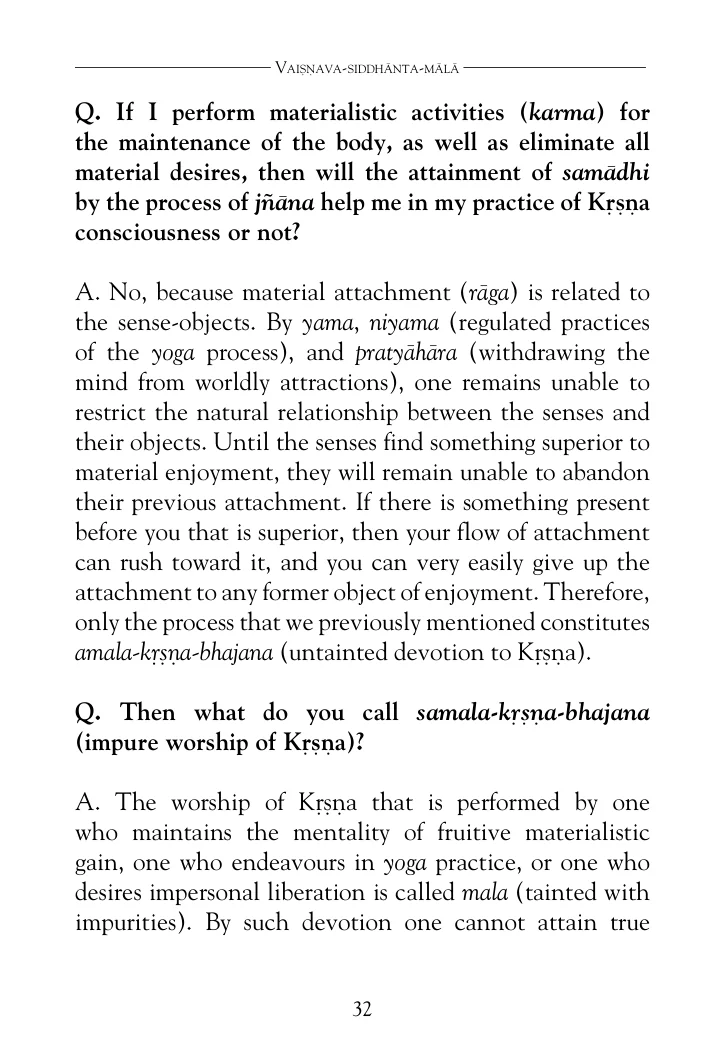 Vaiṣṇava-siddhānta-mālā
Q. If I perform materialistic activities (karma) for
the maintenance of the body, as well as eliminate all
material desires, then will the attainment of samādhi
by the process of jñāna help me in my practice of Kṛṣṇa
consciousness or not?
A. No, because material attachment (rāga) is related to
the sense-objects. By yama, niyama (regulated practices
of the yoga process), and pratyāhāra (withdrawing the
mind from worldly attractions), one remains unable to
restrict the natural relationship between the senses and
their objects. Until the senses find something superior to
material enjoyment, they will remain unable to abandon
their previous attachment. If there is something present
before you that is superior, then your flow of attachment
can rush toward it, and you can very easily give up the
attachment to any former object of enjoyment. Therefore,
only the process that we previously mentioned constitutes
amala-kṛṣṇa-bhajana (untainted devotion to Kṛṣṇa).
Q. Then what do you call samala-kṛṣṇa-bhajana
(impure worship of Kṛṣṇa)?
A. The worship of Kṛṣṇa that is performed by one
who maintains the mentality of fruitive materialistic
gain, one who endeavours in yoga practice, or one who
desires impersonal liberation is called mala (tainted with
impurities). By such devotion one cannot attain true
32